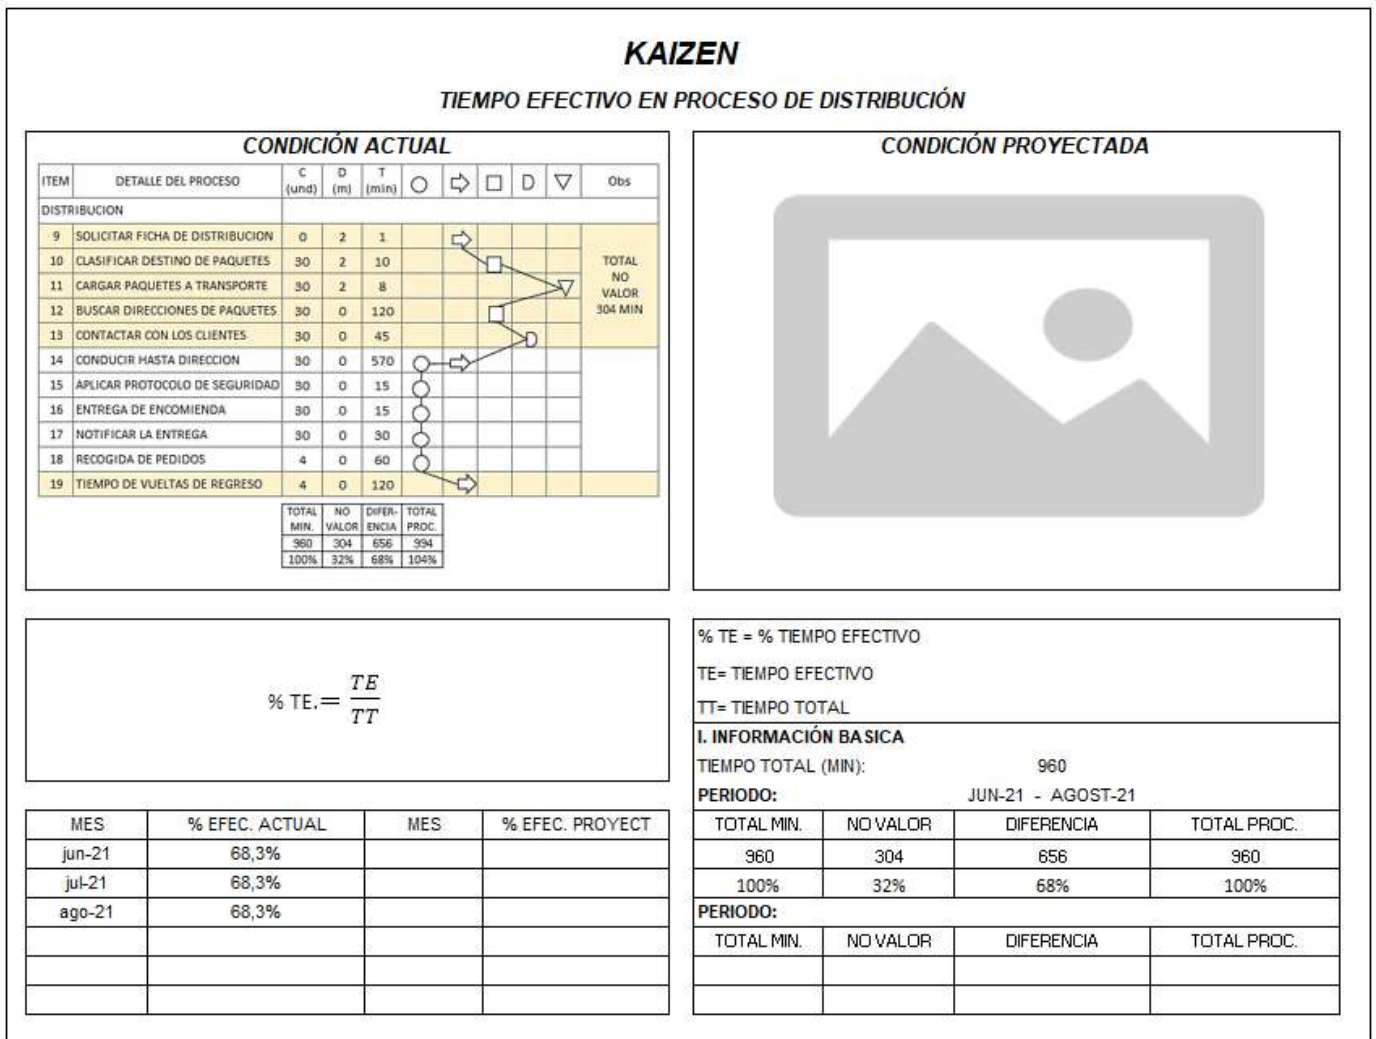 KAIZEN
TIEMPO EFECTIVO EN PROCESO DE DISTRIBUCIÓN
CONDICIÓN ACTUAL
ITEM DETALLE DEL PROCESO C (und) D (m) T (min) D Obs
DISTRIBUCION
9 SOLICITAR FICHA DE DISTRIBUCION 0 2 1
10 CLASIFICAR DESTINO DE PAQUETES 30 2 10
11 CARGAR PAQUETES A TRANSPORTE 30 2 8
12 BUSCAR DIRECCIONES DE PAQUETES 30 0 120
13 CONTACTAR CON LOS CLIENTES 30 0 45
TOTAL
NO
VALOR
304 MIN
14 CONDUCIR HASTA DIRECCION 30 0 570
15 APLICAR PROTOCOLO DE SEGURIDAD 30 0 15
16 ENTREGA DE ENCOMIENDA 30 0 15
17 NOTIFICAR LA ENTREGA 30 0 30
18 RECOGIDA DE PEDIDOS 4 0 60
19 TIEMPO DE VUELTAS DE REGRESO 4 0 120
TOTAL MIN. NO VALOR DIFER-ENCIA TOTAL PROC.
960 304 656 994
100% 32% 68% 104%
CONDICIÓN PROYECTADA
% TE.= TE
TT
% TE = % TIEMPO EFECTIVO
TE= TIEMPO EFECTIVO
TT= TIEMPO TOTAL
I. INFORMACIÓN BASICA
TIEMPO TOTAL (MIN): 960
PERIODO: JUN-21 - AGOST-21
TOTAL MIN. NO VALOR DIFERENCIA TOTAL PROC.
960 304 656 960
100% 32% 68% 100%
PERIODO:
TOTAL MIN. NO VALOR DIFERENCIA TOTAL PROC.
MES % EFEC. ACTUAL MES % EFEC. PROYECT
jun-21 68,3%
jul-21 68,3%
ago-21 68,3%